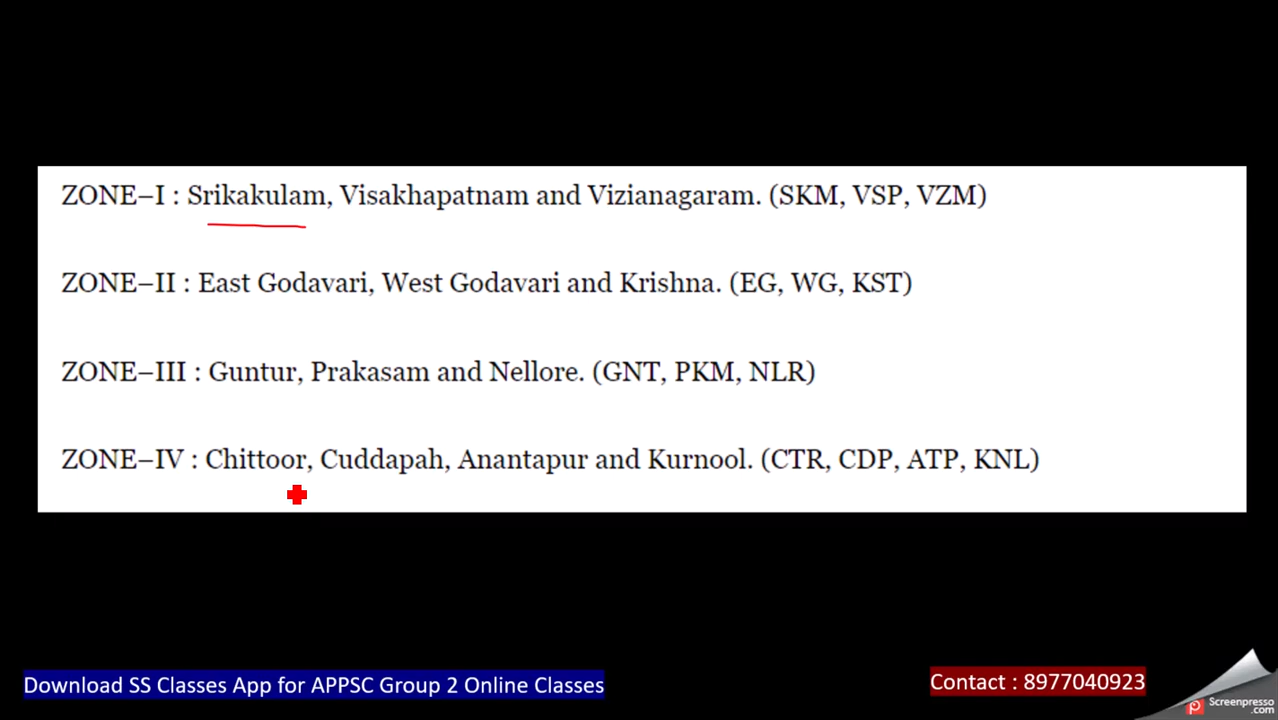 ZONE–I : Srikakulam, Visakhapatnam and Vizianagaram. (SKM, VSP, VZM)
ZONE–II : East Godavari, West Godavari and Krishna. (EG, WG, KST)
ZONE–III : Guntur, Prakasam and Nellore. (GNT, PKM, NLR)
ZONE–IV : Chittoor, Cuddapah, Anantapur and Kurnool. (CTR, CDP, ATP, KNL)
Download SS Classes App for APPSC Group 2 Online Classes
Contact : 8977040923
Screenpresso
.com